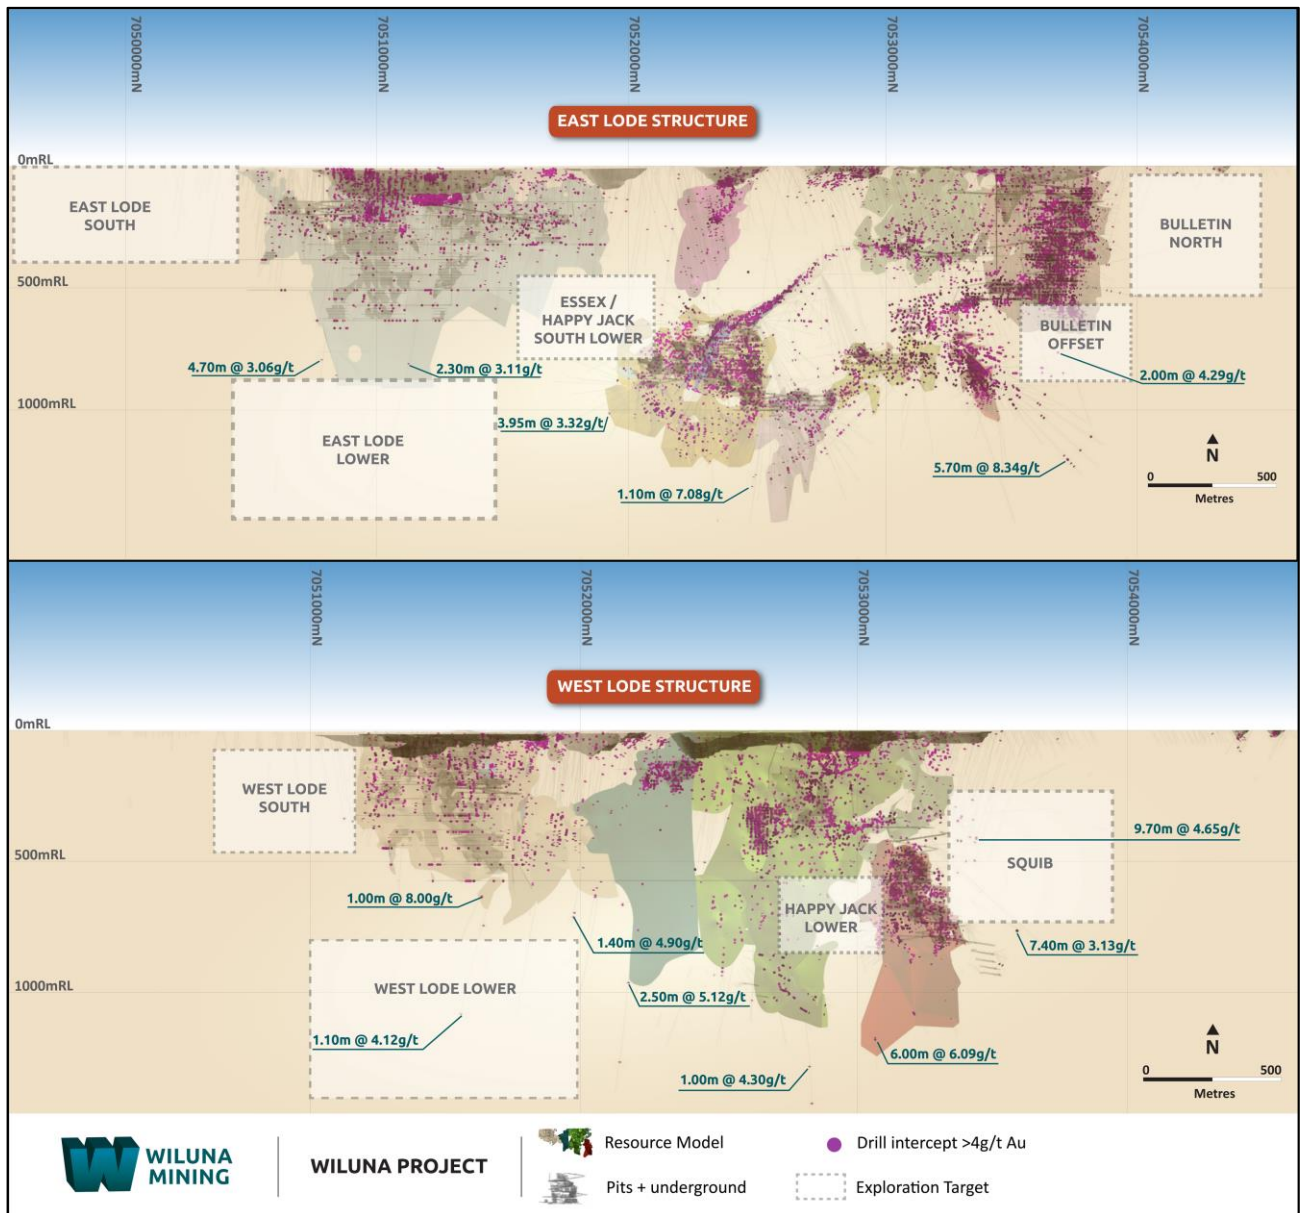 7050000mN
7051000mN
7052000mN
7053000mN
7054000mN
EAST LODE STRUCTURE
0mRL
EAST LODE
SOUTH
BULLETIN
NORTH
500mRL
ESSEX /
HAPPY JACK
SOUTH LOWER
BULLETIN
OFFSET
4.70m @ 3.06g/t
2.30m @ 3.11g/t
2.00m @ 4.29g/t
1000mRL
3.95m @ 3.32g/t
EAST LODE
LOWER
5.70m @ 8.34g/t
1.10m @ 7.08g/t
N
0 500
Metres
7051000mN
7052000mN
7053000mN
7054000mN
WEST LODE STRUCTURE
0mRL
WEST LODE
SOUTH
9.70m @ 4.65g/t
500mRL
SQUIB
1.00m @ 8.00g/t
HAPPY JACK
LOWER
1.40m @ 4.90g/t
7.40m @ 3.13g/t
1000mRL
WEST LODE LOWER
2.50m @ 5.12g/t
1.10m @ 4.12g/t
6.00m @ 6.09g/t
1.00m @ 4.30g/t
N
0 500
Metres
WILUNA
MINING
WILUNA PROJECT
Resource Model
Drill intercept >4g/t Au
Pits + underground
Exploration Target